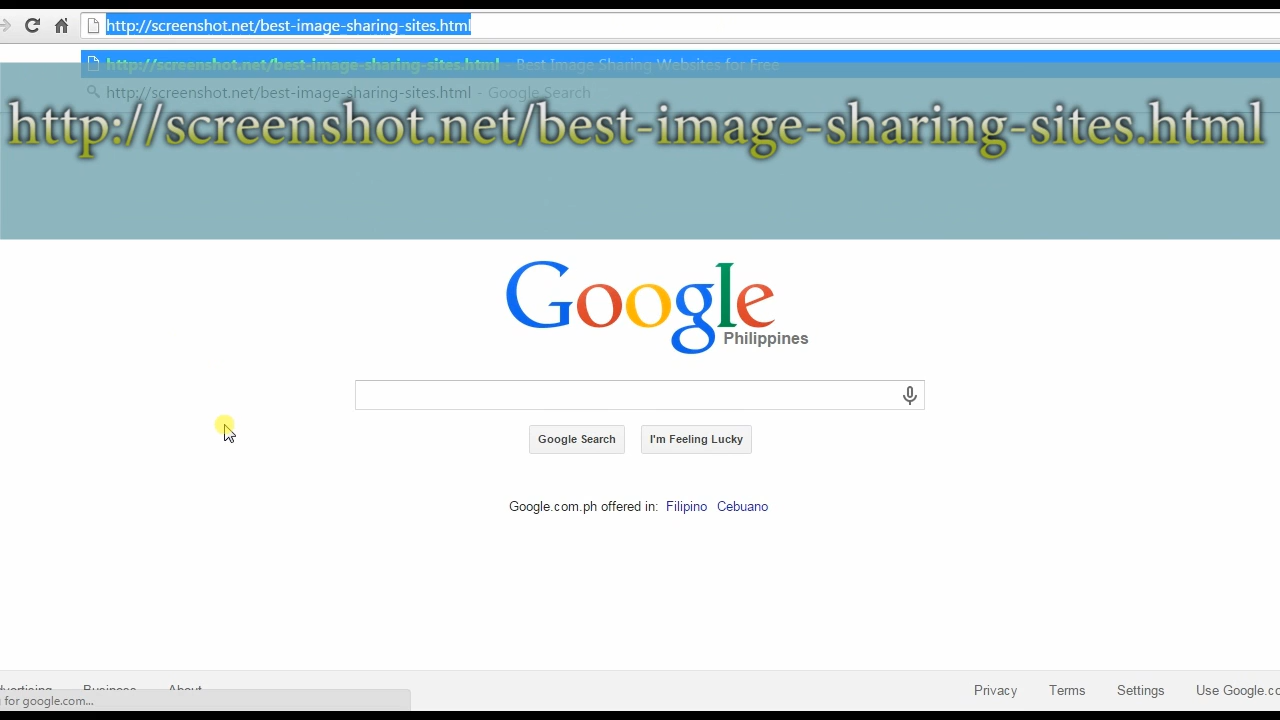 http://screenshot.net/best-image-sharing-sites.html
http://screenshot.net/best-image-sharing-sites.html - Best Image Sharing Websites for Free
http://screenshot.net/best-image-sharing-sites.html - Google Search
http://screenshot.net/best-image-sharing-sites.html
Google
Philippines
Google Search I'm Feeling Lucky
Google.com.ph offered in: Filipino Cebuano
Business About Privacy Terms Settings Use Google.co
for google.com...